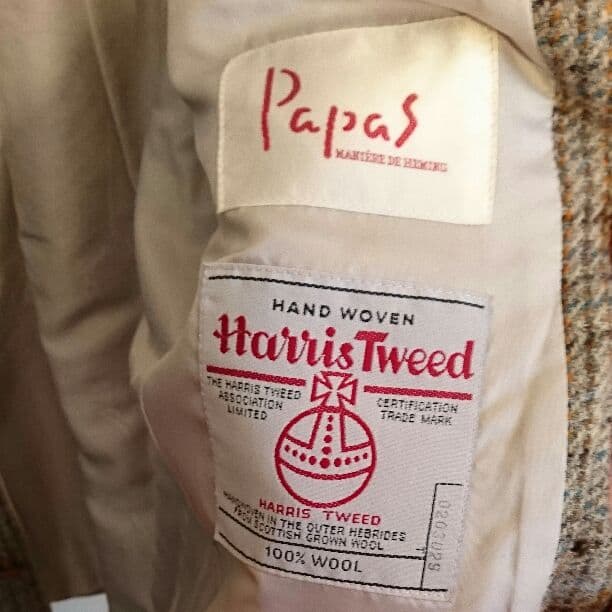 Papas
MANIÈRE DE HEMING
HAND WOVEN
Harris Tweed
THE HARRIS TWEED
ASSOCIATION
LIMITED
CERTIFICATION
TRADE MARK
HARRIS TWEED
HANDWOVEN IN THE OUTER HEBRIDES
FROM SCOTTISH GROWN WOOL
100% WOOL